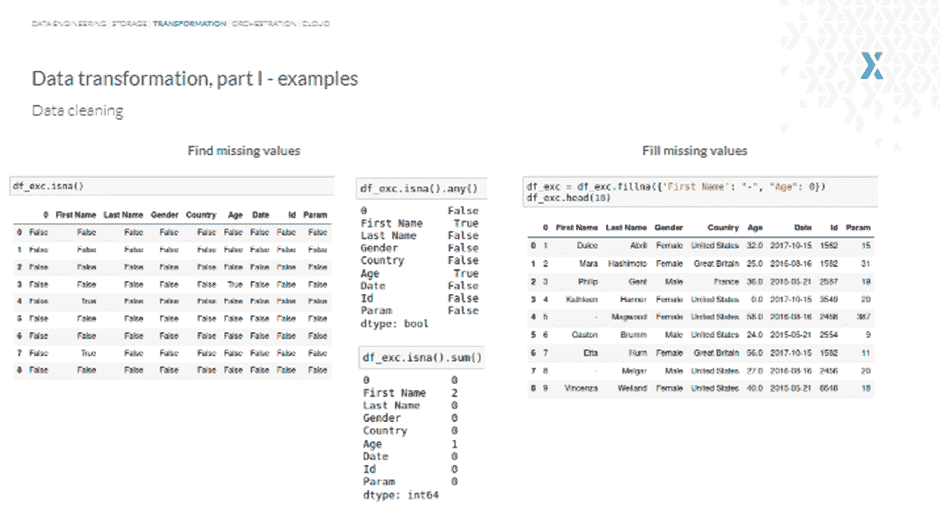 DATA ENGINEERING | STORAGE | TRANSFORMATION | ORCHESTRATION | CLOUD
Data transformation, part I - examples
Data cleaning
Find missing values
df_exc.isna()
0 First Name Last Name Gender Country Age Date Id Param
0 False False False False False False False False False
1 False False False False False False False False False
2 False False False False False False False False False
3 False False False False False True False False False
4 False True False False False False False False False
5 False False False False False False False False False
6 False False False False False False False False False
7 False True False False False False False False False
8 False False False False False False False False False
df_exc.isna().any()
0 False
First Name True
Last Name False
Gender False
Country False
Age True
Date False
Id False
Param False
dtype: bool
df_exc.isna().sum()
0 0
First Name 2
Last Name 0
Gender 0
Country 0
Age 1
Date 0
Id 0
Param 0
dtype: int64
Fill missing values
df_exc = df_exc.fillna({'First Name': "-", "Age": 0})
df_exc.head(10)
0 First Name Last Name Gender Country Age Date Id Param
0 1 Dulce Abril Female United States 32.0 2017-10-15 1562 15
1 2 Mara Hashimoto Female Great Britain 25.0 2016-08-16 1582 31
2 3 Philip Gent Male France 36.0 2015-05-21 2587 19
3 4 Kathleen Female United States 0.0 2017-10-15 3549 20
4 5 - Magwood Female United States 58.0 2016-08-16 2468 387
5 6 Gaston Brumm Male United States 24.0 2015-05-21 2554 9
6 7 Etta Hurn Female Great Britain 56.0 2017-10-15 11
7 8 - Melgar Male United States 27.0 2016-08-16 2456 20
8 9 Vincenza Weiland Female United States 40.0 2015-05-21 6548 18